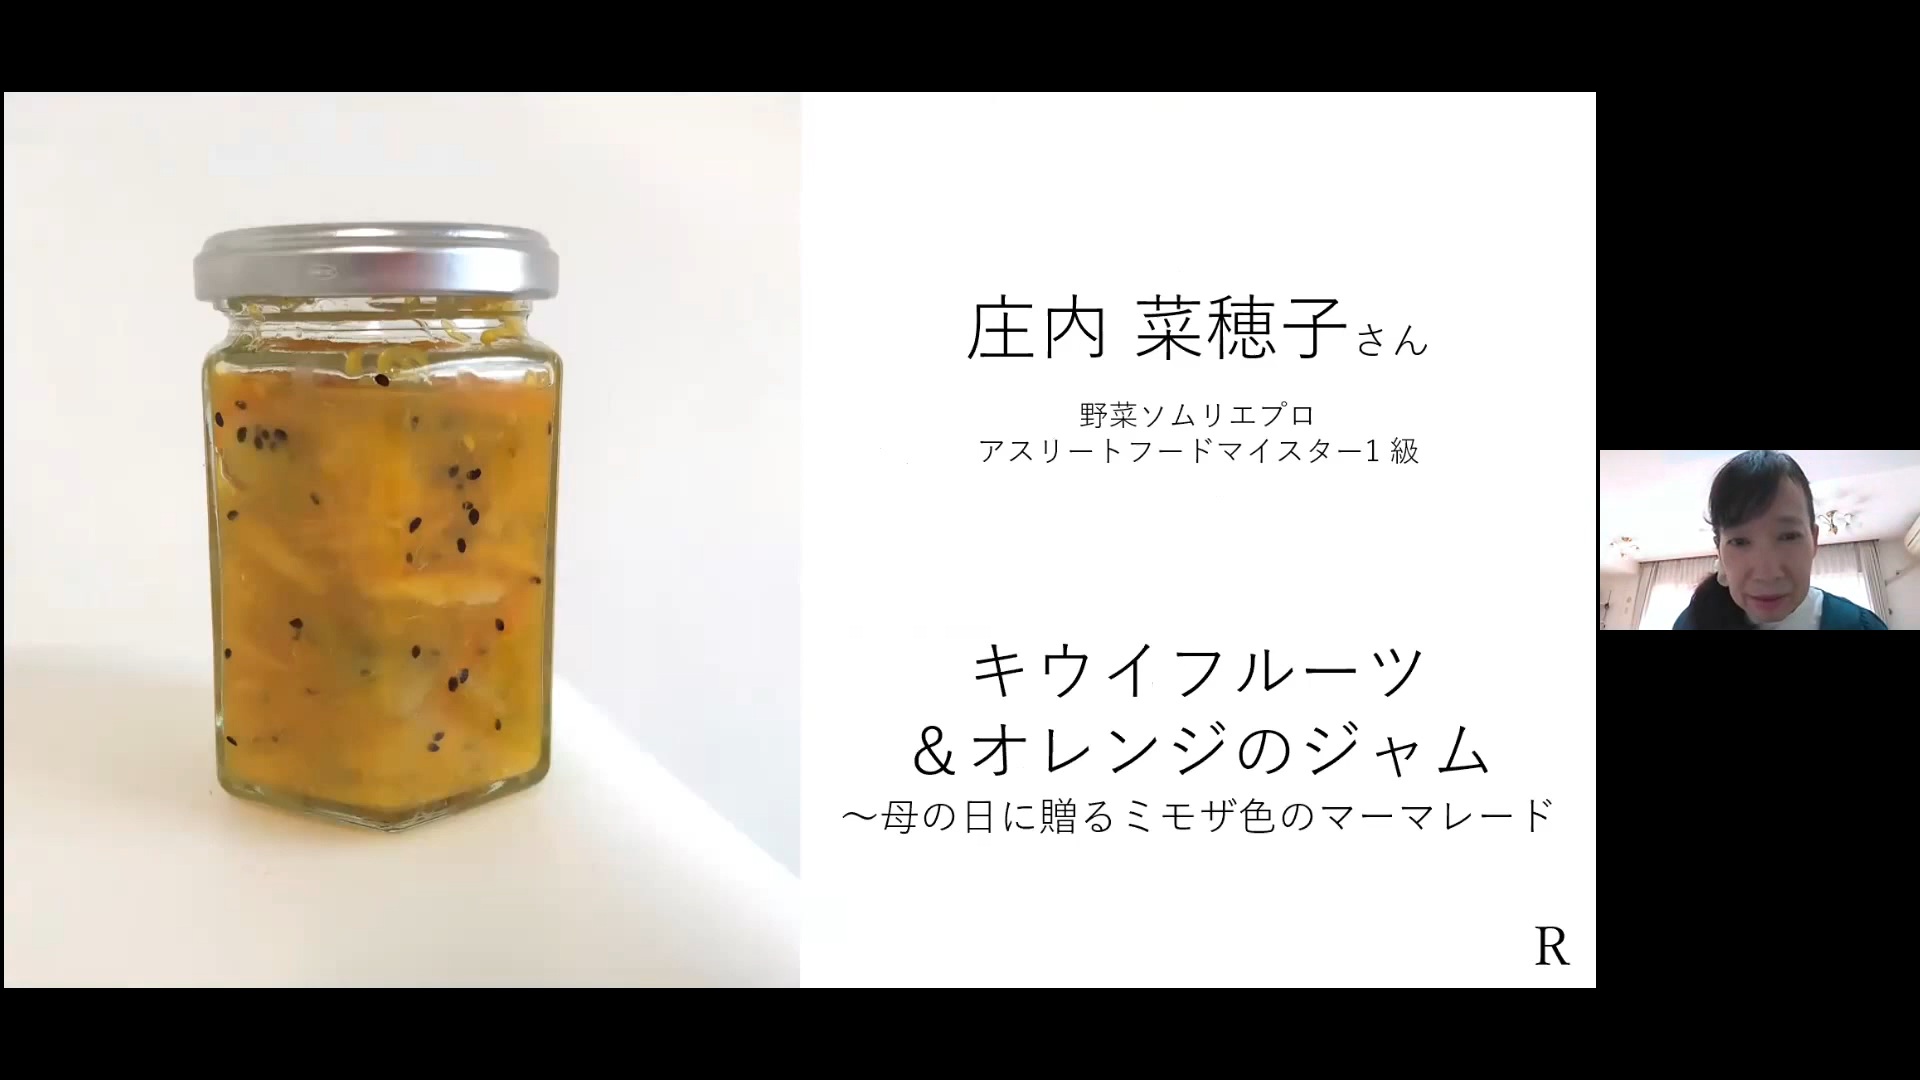 庄内 菜穂子さん
野菜ソムリエプロ
アスリートフードマイスター1 級
キウイフルーツ
＆オレンジのジャム
～母の日に贈るミモザ色のマーマレード
R